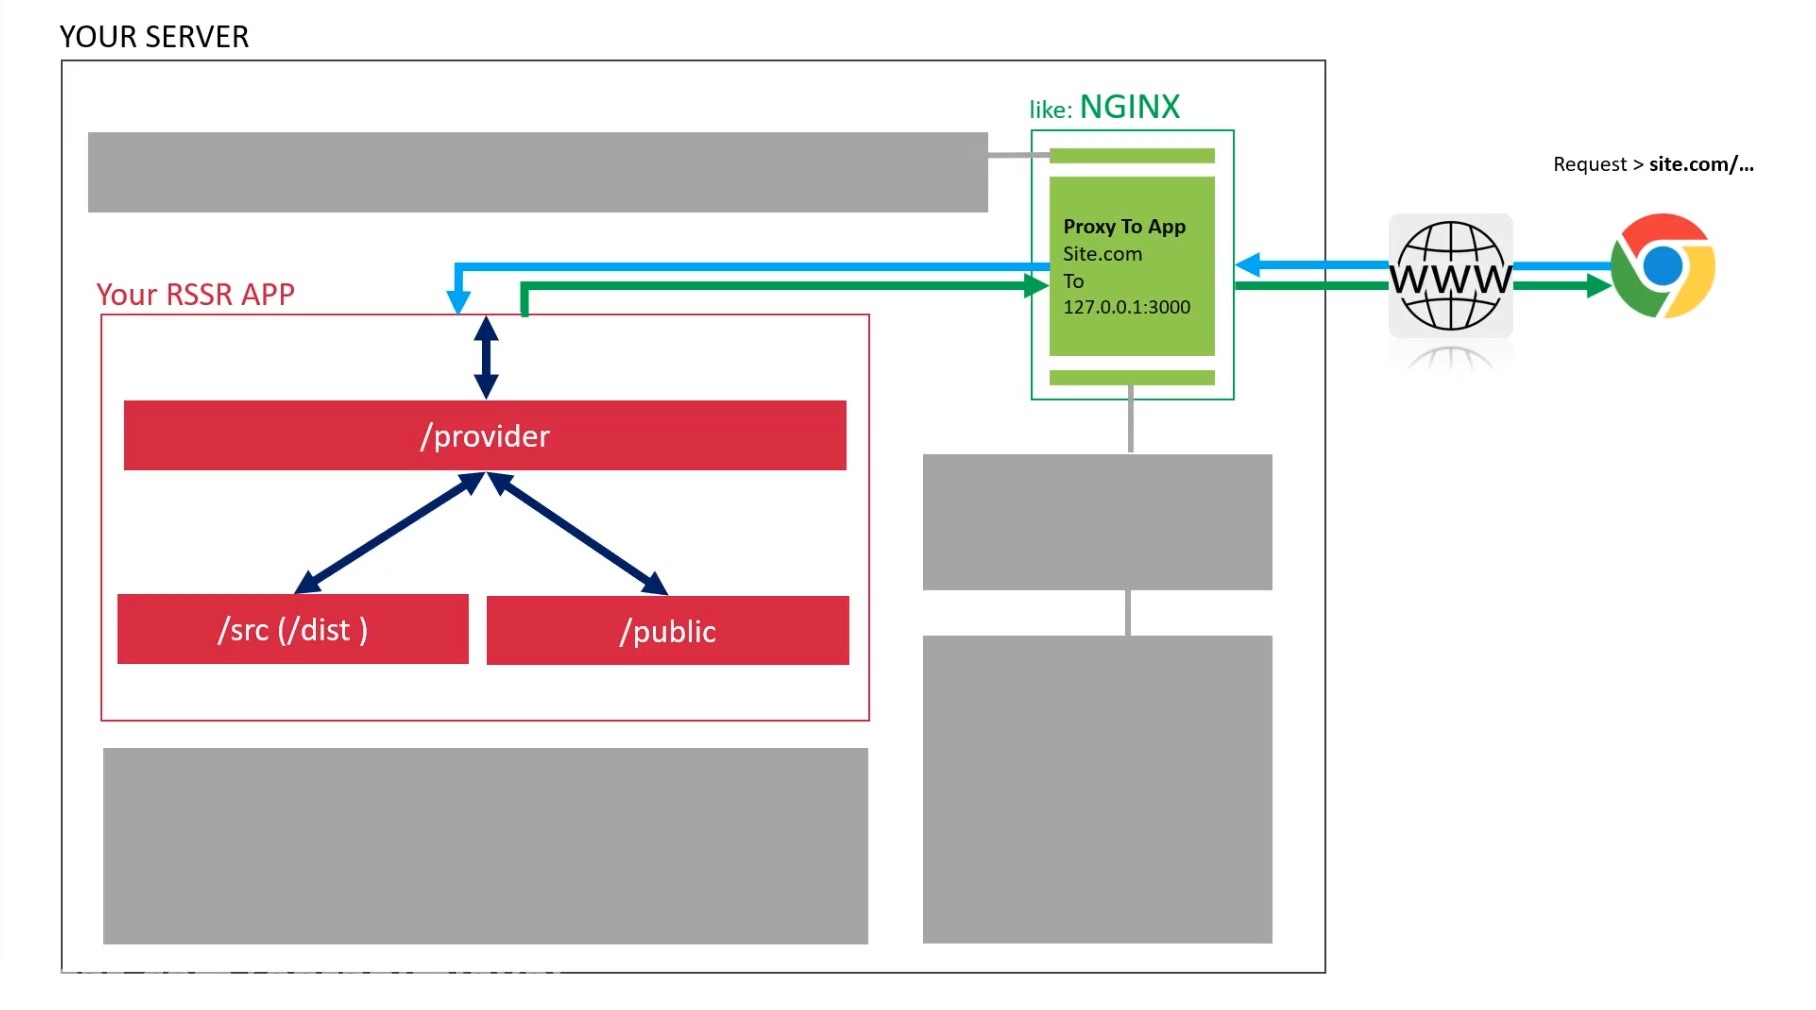 YOUR SERVER
like: NGINX
Request > site.com/...
Proxy To App
Site.com
To
127.0.0.1:3000
WWW
Your RSSR APP
/provider
/src (/dist )
/public